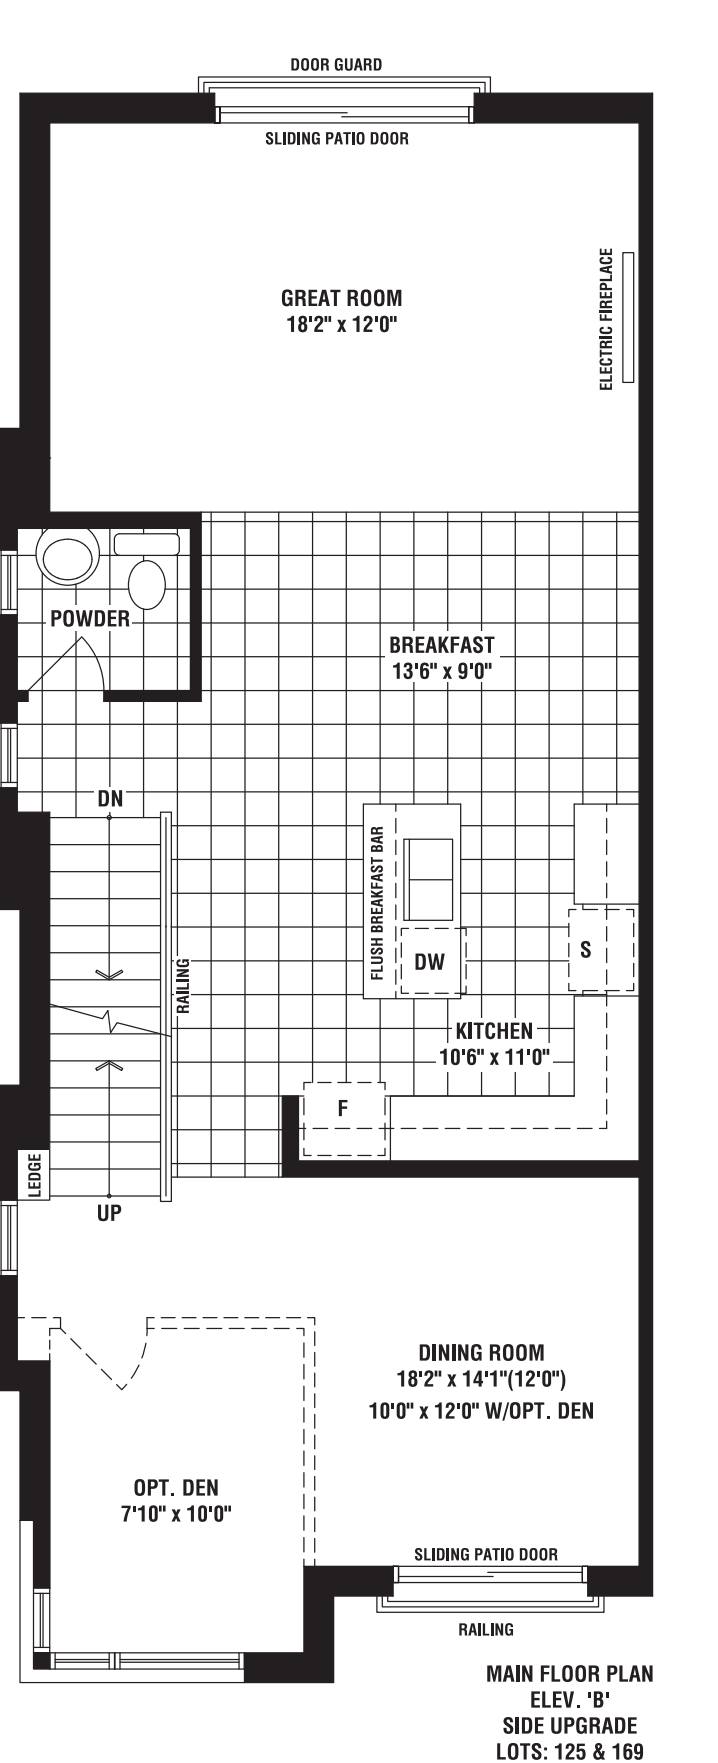 DOOR GUARD
SLIDING PATIO DOOR
GREAT ROOM
18'2" x 12'0"
ELECTRIC FIREPLACE
POWDER
BREAKFAST
13'6" x 9'0"
DN
FLUSH BREAKFAST BAR
DW
S
RAILING
KITCHEN
10'6" x 11'0"
F
LEDGE
UP
DINING ROOM
18'2" x 14'1"(12'0")
10'0" x 12'0" W/OPT. DEN
OPT. DEN
7'10" x 10'0"
SLIDING PATIO DOOR
RAILING
MAIN FLOOR PLAN
ELEV. 'B'
SIDE UPGRADE
LOTS: 125 & 169